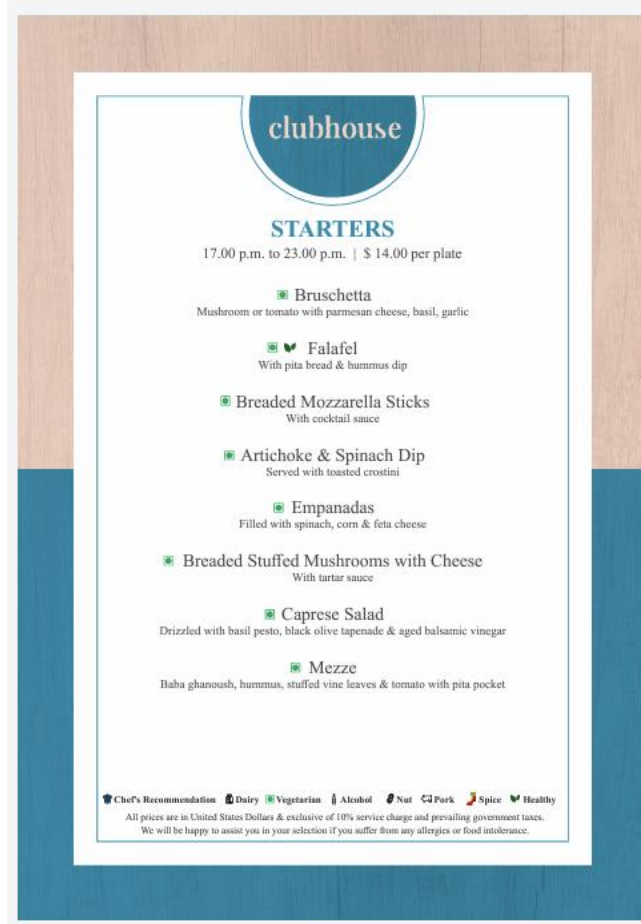 clubhouse
STARTERS
17.00 p.m. to 23.00 p.m. | $ 14.00 per plate
Bruschetta
Mushroom or tomato with parmesan cheese, basil, garlic
Falafel
With pita bread & hummus dip
Breaded Mozzarella Sticks
With cocktail sauce
Artichoke & Spinach Dip
Served with toasted crostini
Empanadas
Filled with spinach, corn & feta cheese
Breaded Stuffed Mushrooms with Cheese
With tartar sauce
Caprese Salad
Drizzled with basil pesto, black olive tapenade & aged balsamic vinegar
Mezze
Baba ghanoush, hummus, stuffed vine leaves & tomato with pita pocket
Chef's Recommendation Dairy Vegetarian Alcohol Nut Pork Spice Healthy
All prices are in United States Dollars & exclusive of 10% service charge and prevailing government taxes.
We will be happy to assist you in your selection if you suffer from any allergies or food intolerance.